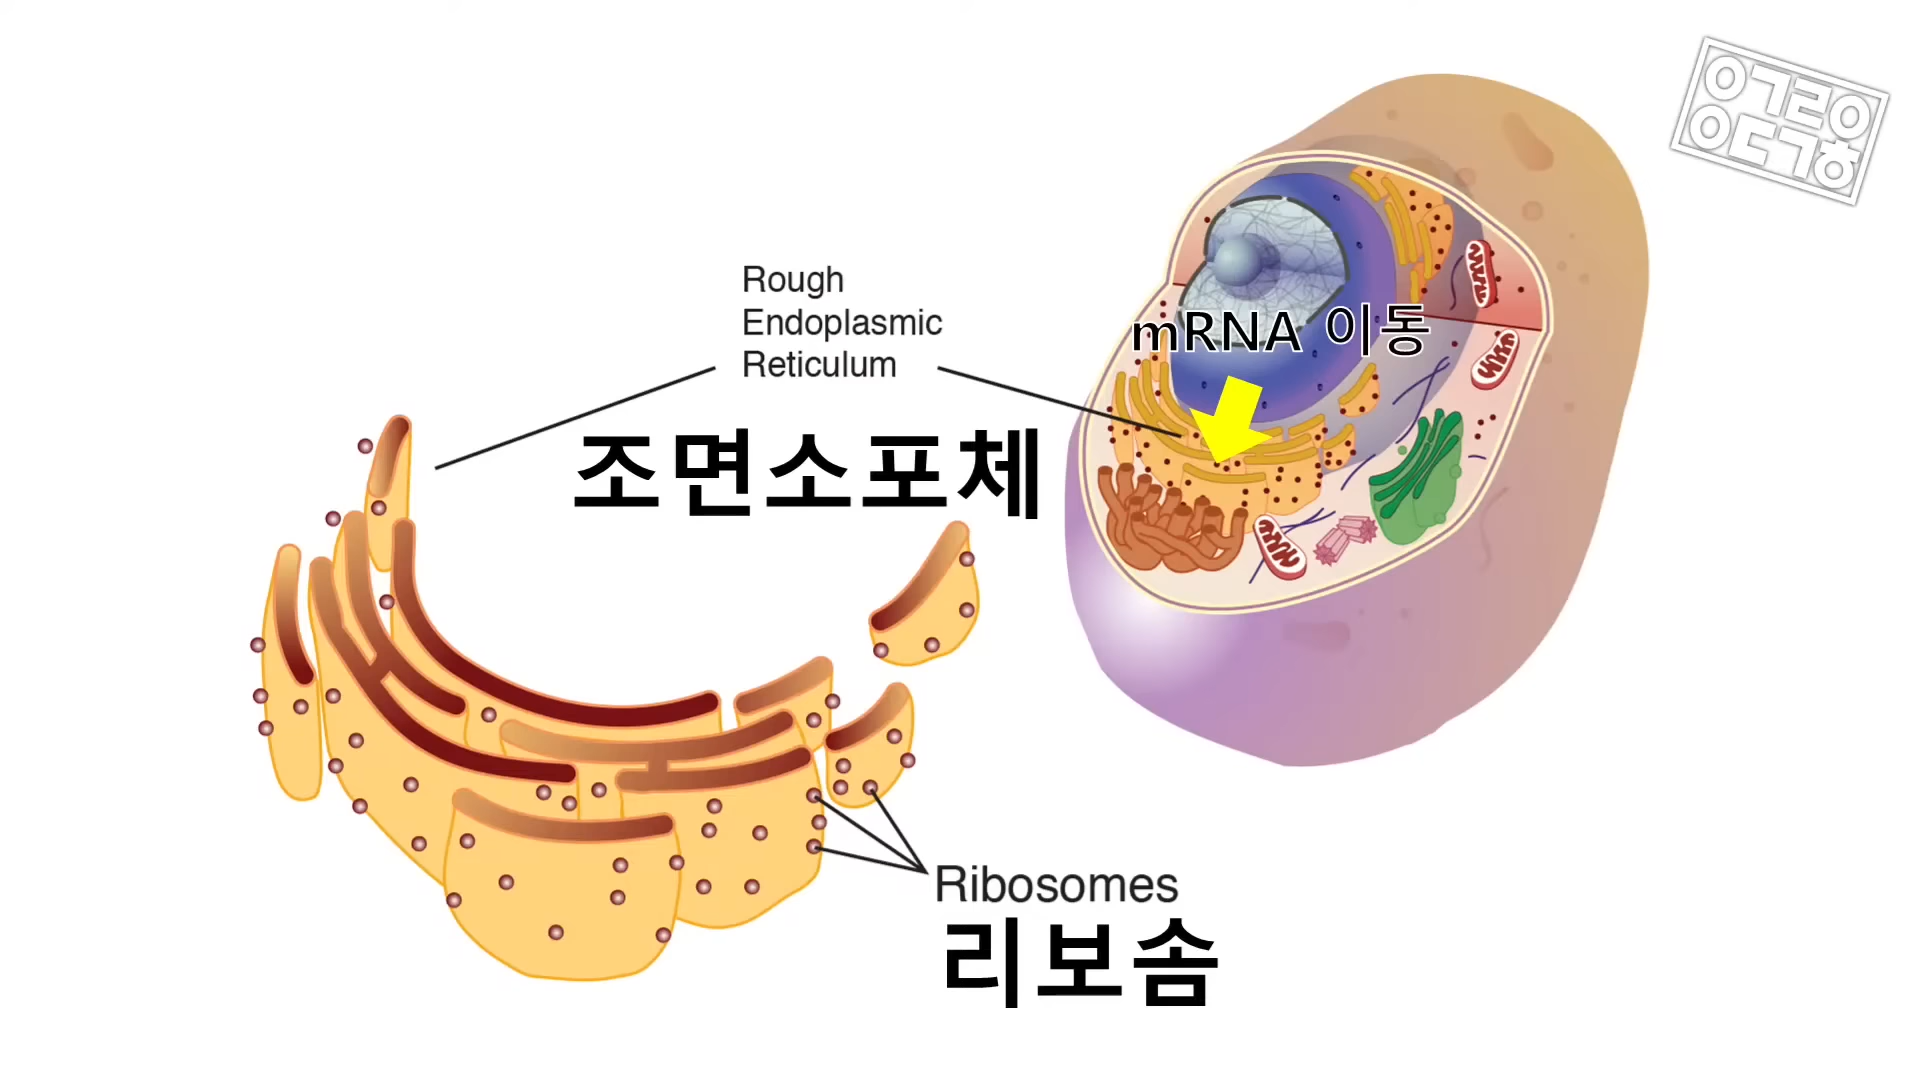 Rough
Endoplasmic
Reticulum
조면소포체
mRNA 이동
Ribosomes
리보솜